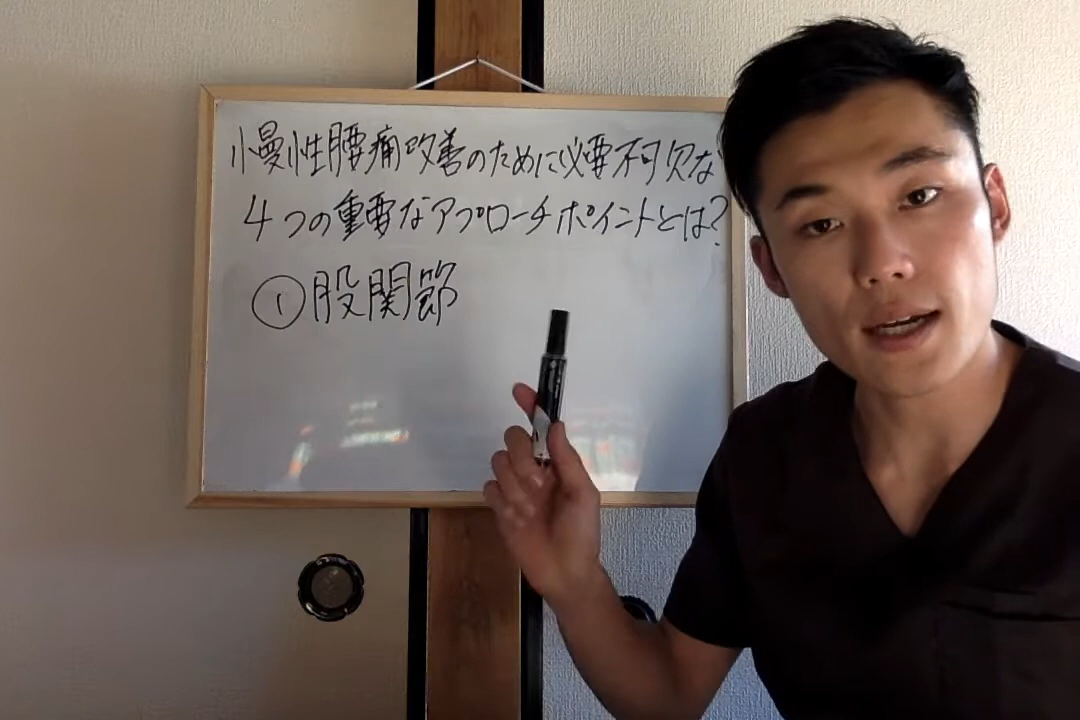 慢性腰痛改善のために必要不可欠な
4つの重要なアプローチポイントとは?
①股関節